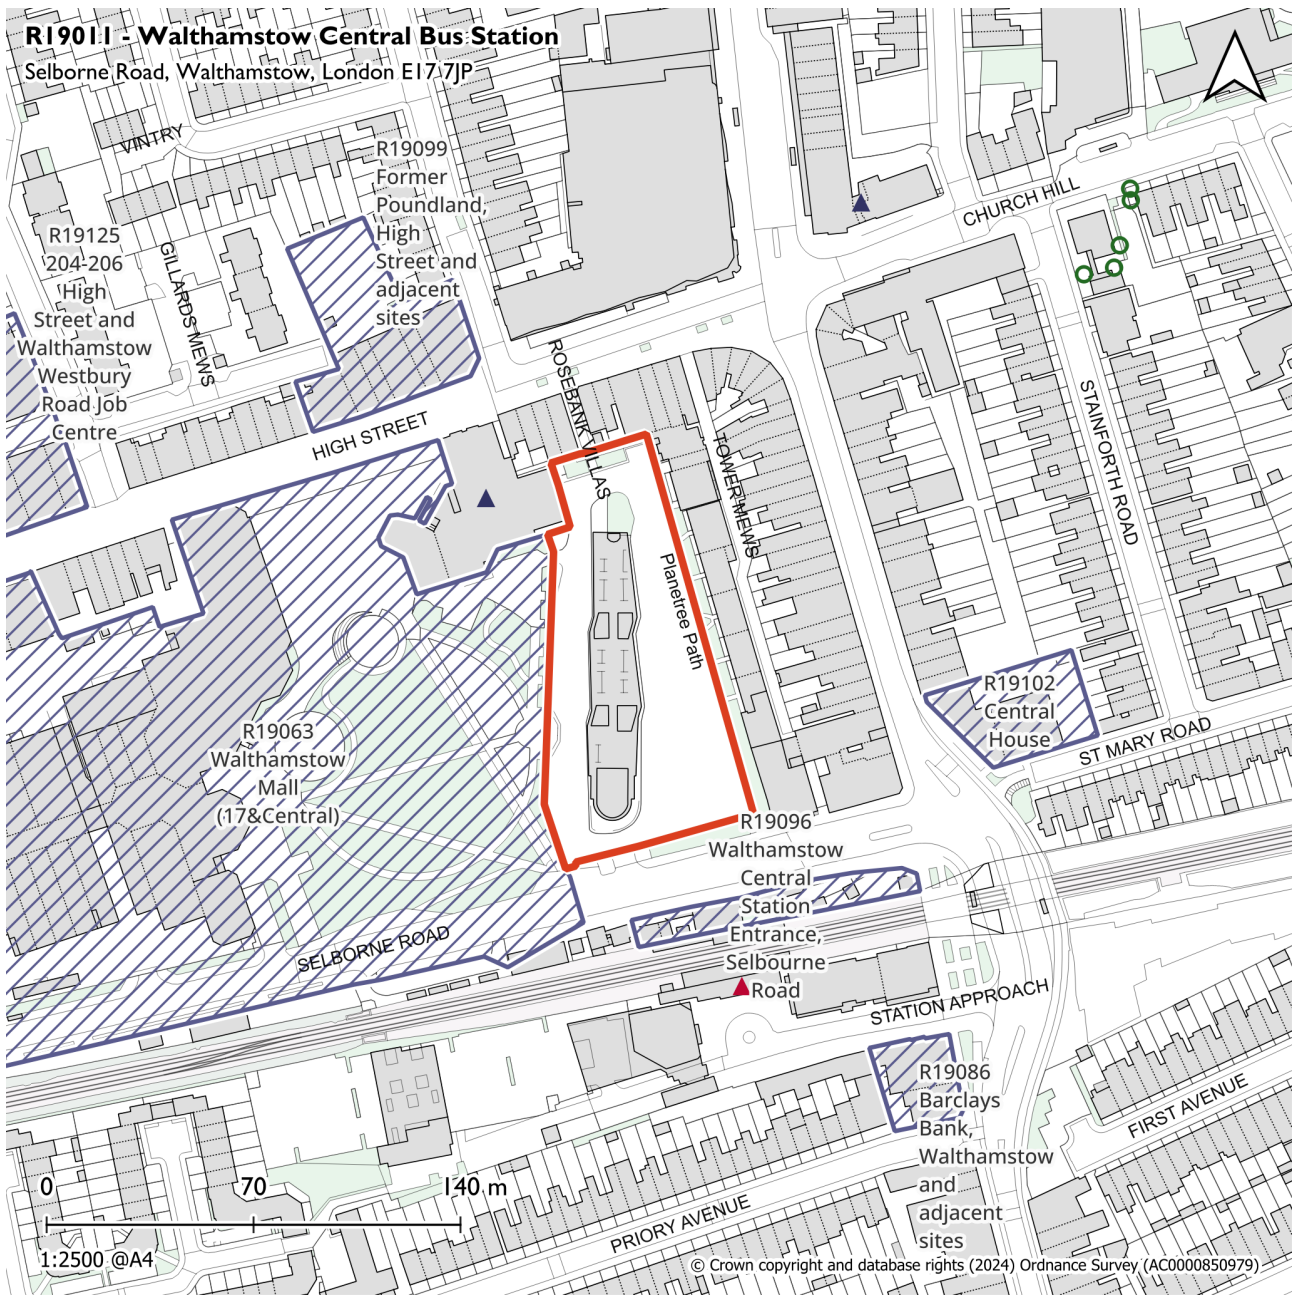 R19011 - Walthamstow Central Bus Station
Selborne Road, Walthamstow, London E17 7JP
VINTRY
R19099
Former
Poundland,
High
Street and
adjacent
sites
R19125
204-206
High
Street and
Walthamstow
Westbury
Road Job
Centre
GILLARDS MEWS
CHURCH HILL
ROSEBANK VILLAS
HIGH STREET
TOWER MEWS
STAINFORTH ROAD
Planetree Path
R19102
Central
House
ST MARY ROAD
R19063
Walthamstow
Mall
(17&Central)
R19096
Walthamstow
Central
Station
Entrance,
Selbourne
Road
SELBORNE ROAD
STATION APPROACH
R19086
Barclays
Bank,
Walthamstow
and
adjacent
sites
FIRST AVENUE
PRIORY AVENUE
0 70 140 m
1:2500 @A4
© Crown copyright and database rights (2024) Ordnance Survey (AC0000850979)